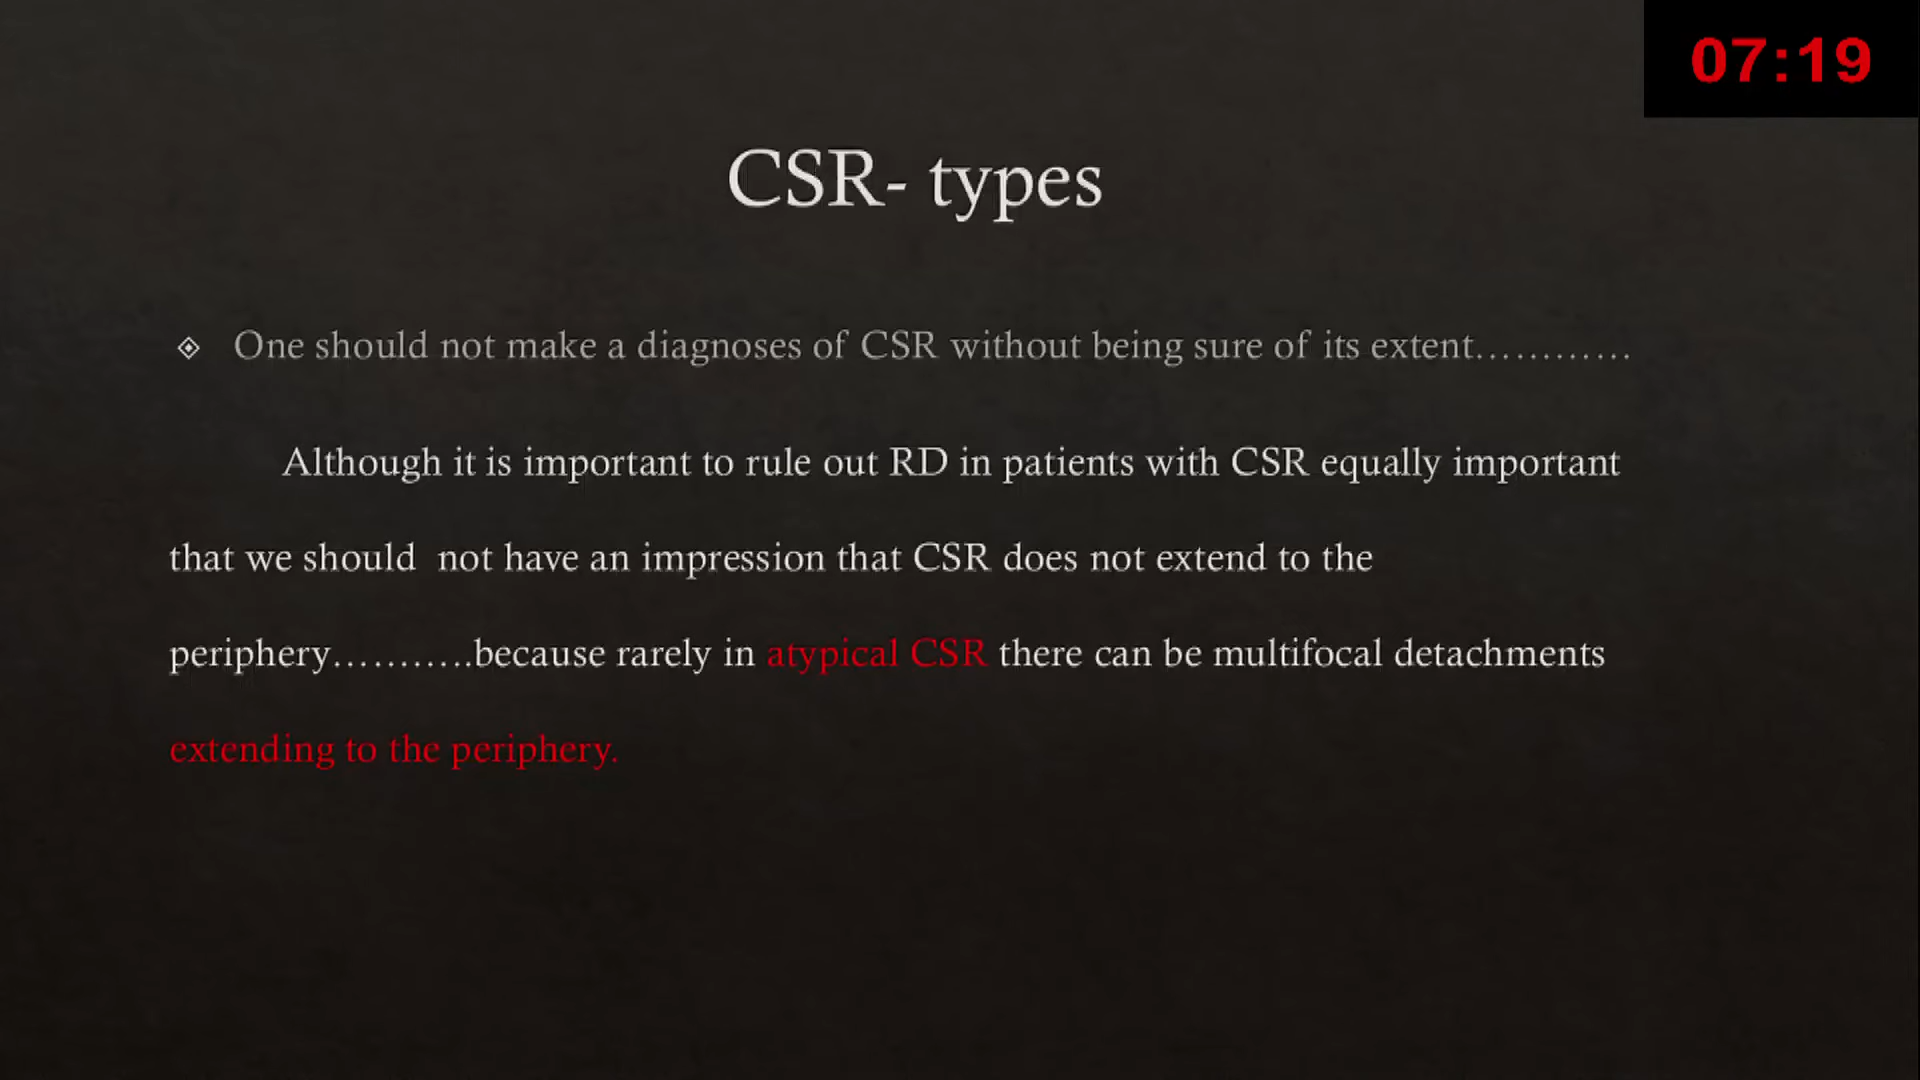 07:19
CSR- types
One should not make a diagnoses of CSR without being sure of its extent............
Although it is important to rule out RD in patients with CSR equally important
that we should  not have an impression that CSR does not extend to the
periphery...........because rarely in atypical CSR there can be multifocal detachments
extending to the periphery.